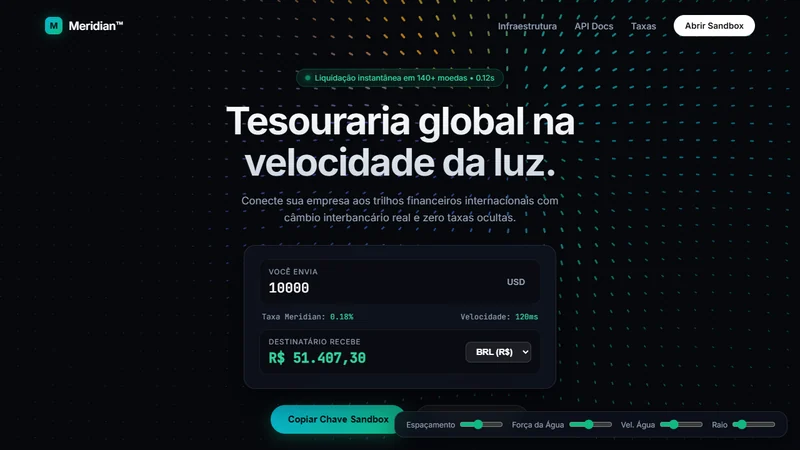 M Meridian™
Infraestrutura API Docs Taxas Abrir Sandbox
Liquidação instantânea em 140+ moedas • 0.12s
Tesouraria global na
velocidade da luz.
Conecte sua empresa aos trilhos financeiros internacionais com
câmbio interbancário real e zero taxas ocultas.
VOCÊ ENVIA
10000
USD
Taxa Meridian: 0.18% Velocidade: 120ms
DESTINATÁRIO RECEBE
R$ 51.407,30
BRL (R$)
Copiar Chave Sandbox
Espaçamento Força da Água Vel. Água Raio